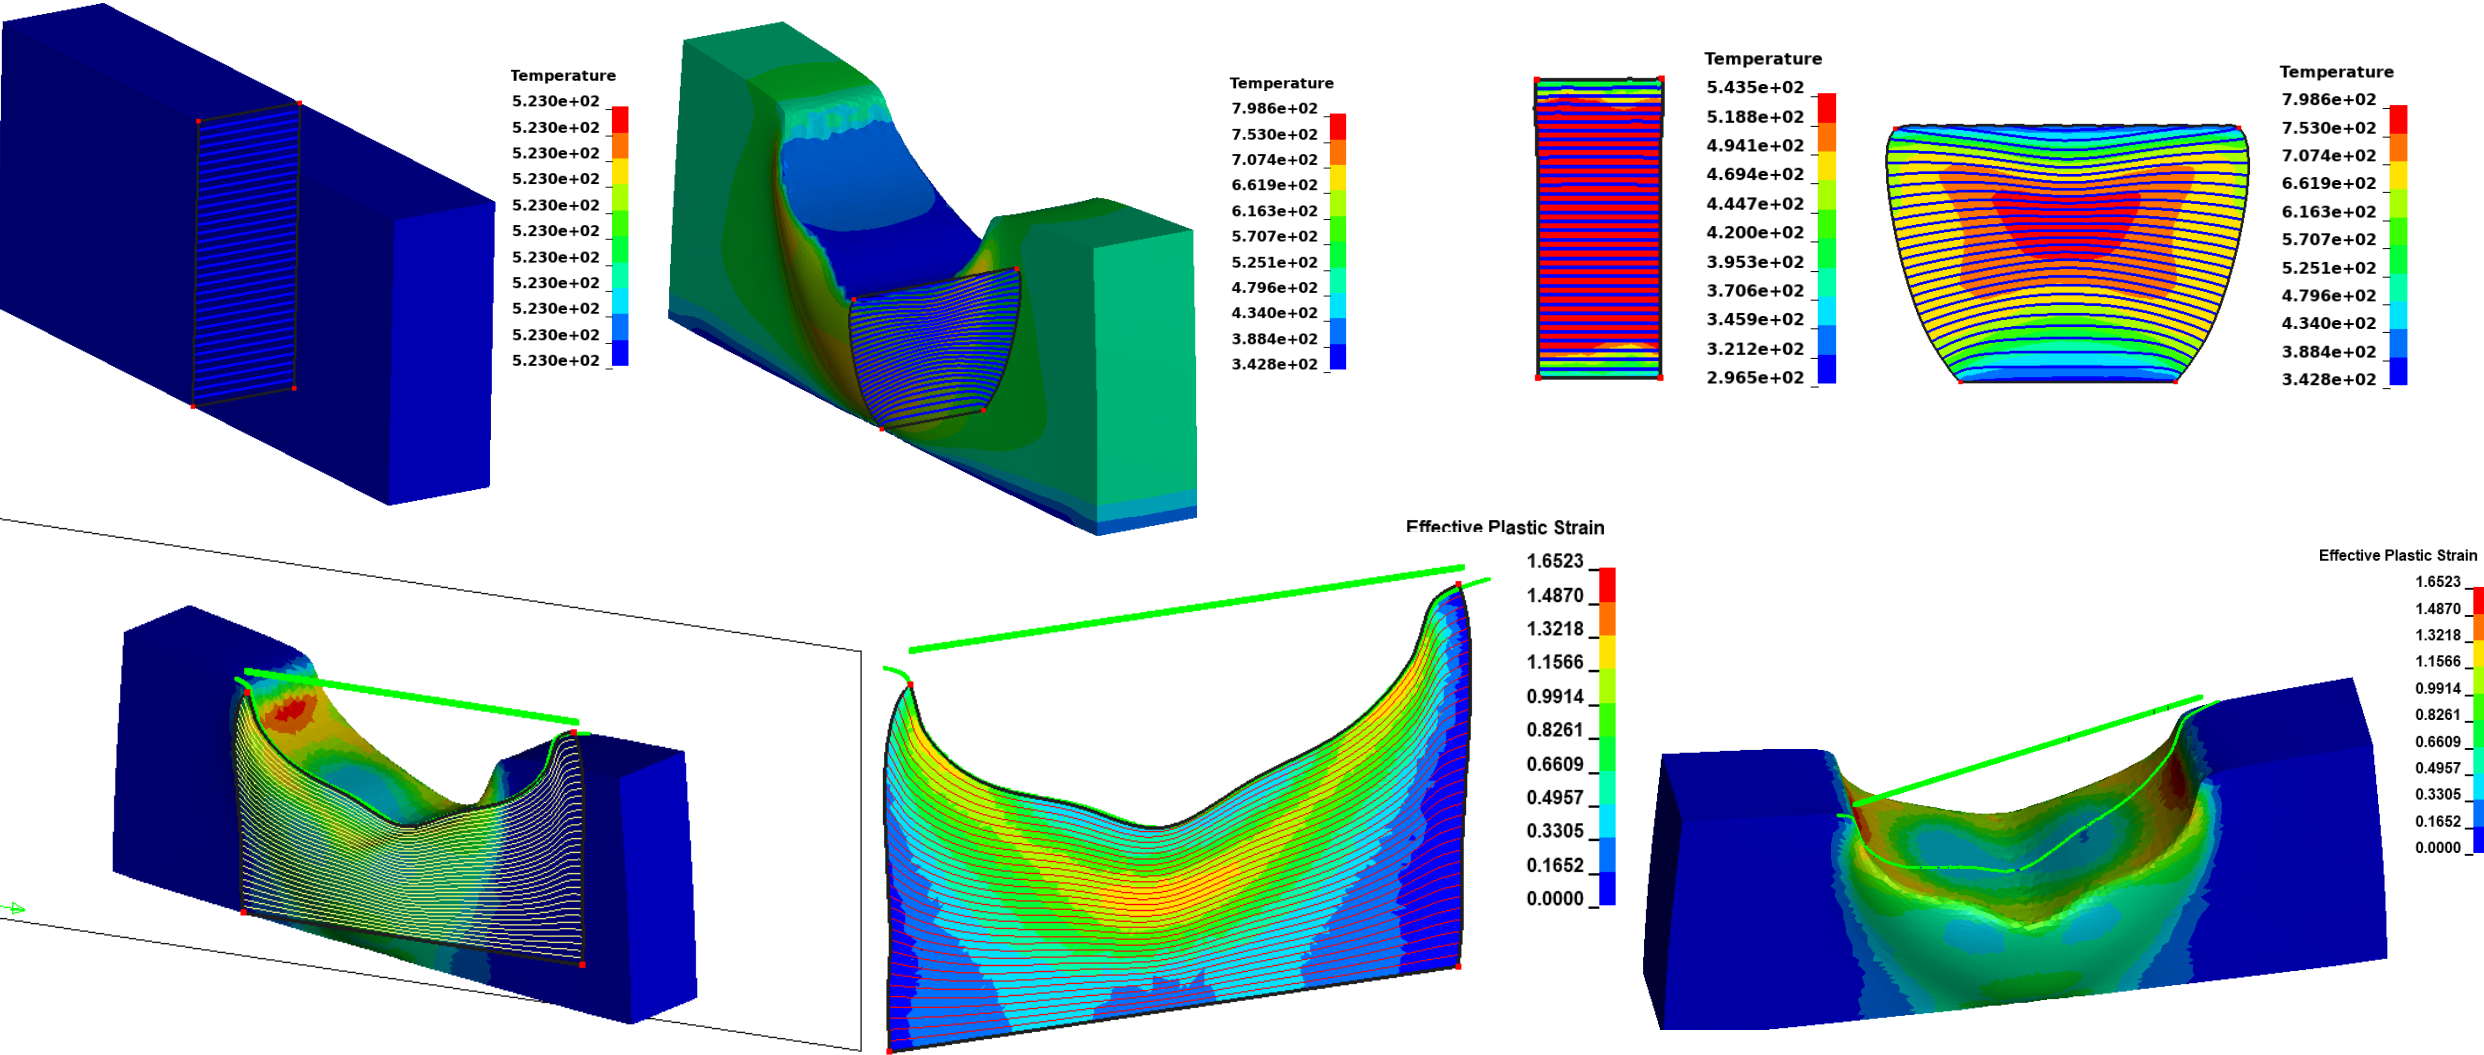 Temperature
5.230e+02
5.230e+02
5.230e+02
5.230e+02
5.230e+02
5.230e+02
5.230e+02
5.230e+02
5.230e+02
5.230e+02
5.230e+02
Temperature
7.986e+02
7.530e+02
7.074e+02
6.619e+02
6.163e+02
5.707e+02
5.251e+02
4.796e+02
4.340e+02
3.884e+02
3.428e+02
Temperature
5.435e+02
5.188e+02
4.941e+02
4.694e+02
4.447e+02
4.200e+02
3.953e+02
3.706e+02
3.459e+02
3.212e+02
2.965e+02
Temperature
7.986e+02
7.530e+02
7.074e+02
6.619e+02
6.163e+02
5.707e+02
5.251e+02
4.796e+02
4.340e+02
3.884e+02
3.428e+02
Effective Plastic Strain
1.6523
1.4870
1.3218
1.1566
0.9914
0.8261
0.6609
0.4957
0.3305
0.1652
0.0000
Effective Plastic Strain
1.6523
1.4870
1.3218
1.1566
0.9914
0.8261
0.6609
0.4957
0.3305
0.1652
0.0000